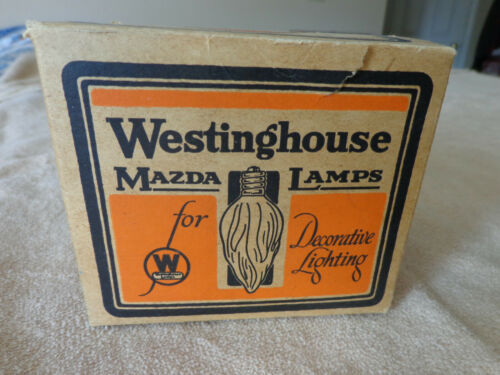 Westinghouse
MAZDA LAMPS
for Decorative
Lighting
W